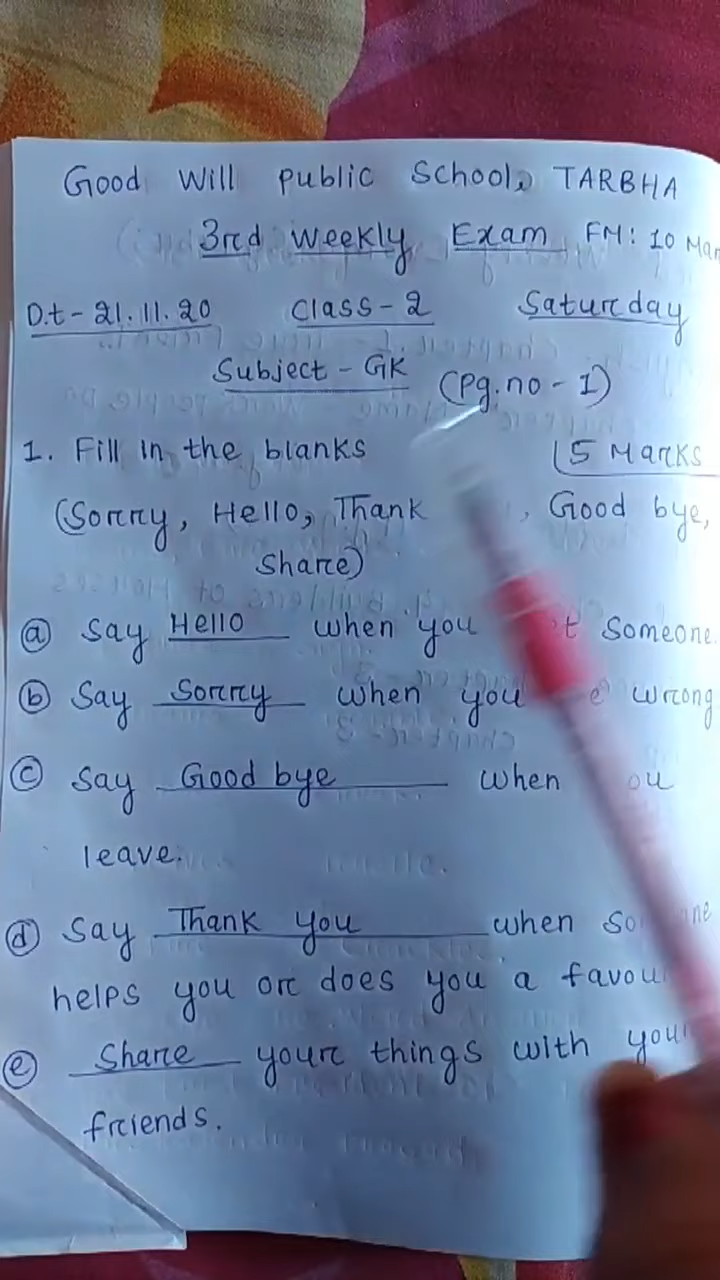 Good Will public School, TARBHA
3rd Weekly Exam FM: 10 Mar
D.t - 21.11.20 Class - 2 Saturday
Subject - GK (Pg. no - 1)
1. Fill in the blanks 5 Marks
(Sorry, Hello, Thank , Good bye,
Share)
(a) Say Hello when you someone.
(b) Say Sorry when you wrong
(c) Say Good bye when
leave.
(d) Say Thank you when
helps you or does you a
(e) Share your things with
friends.